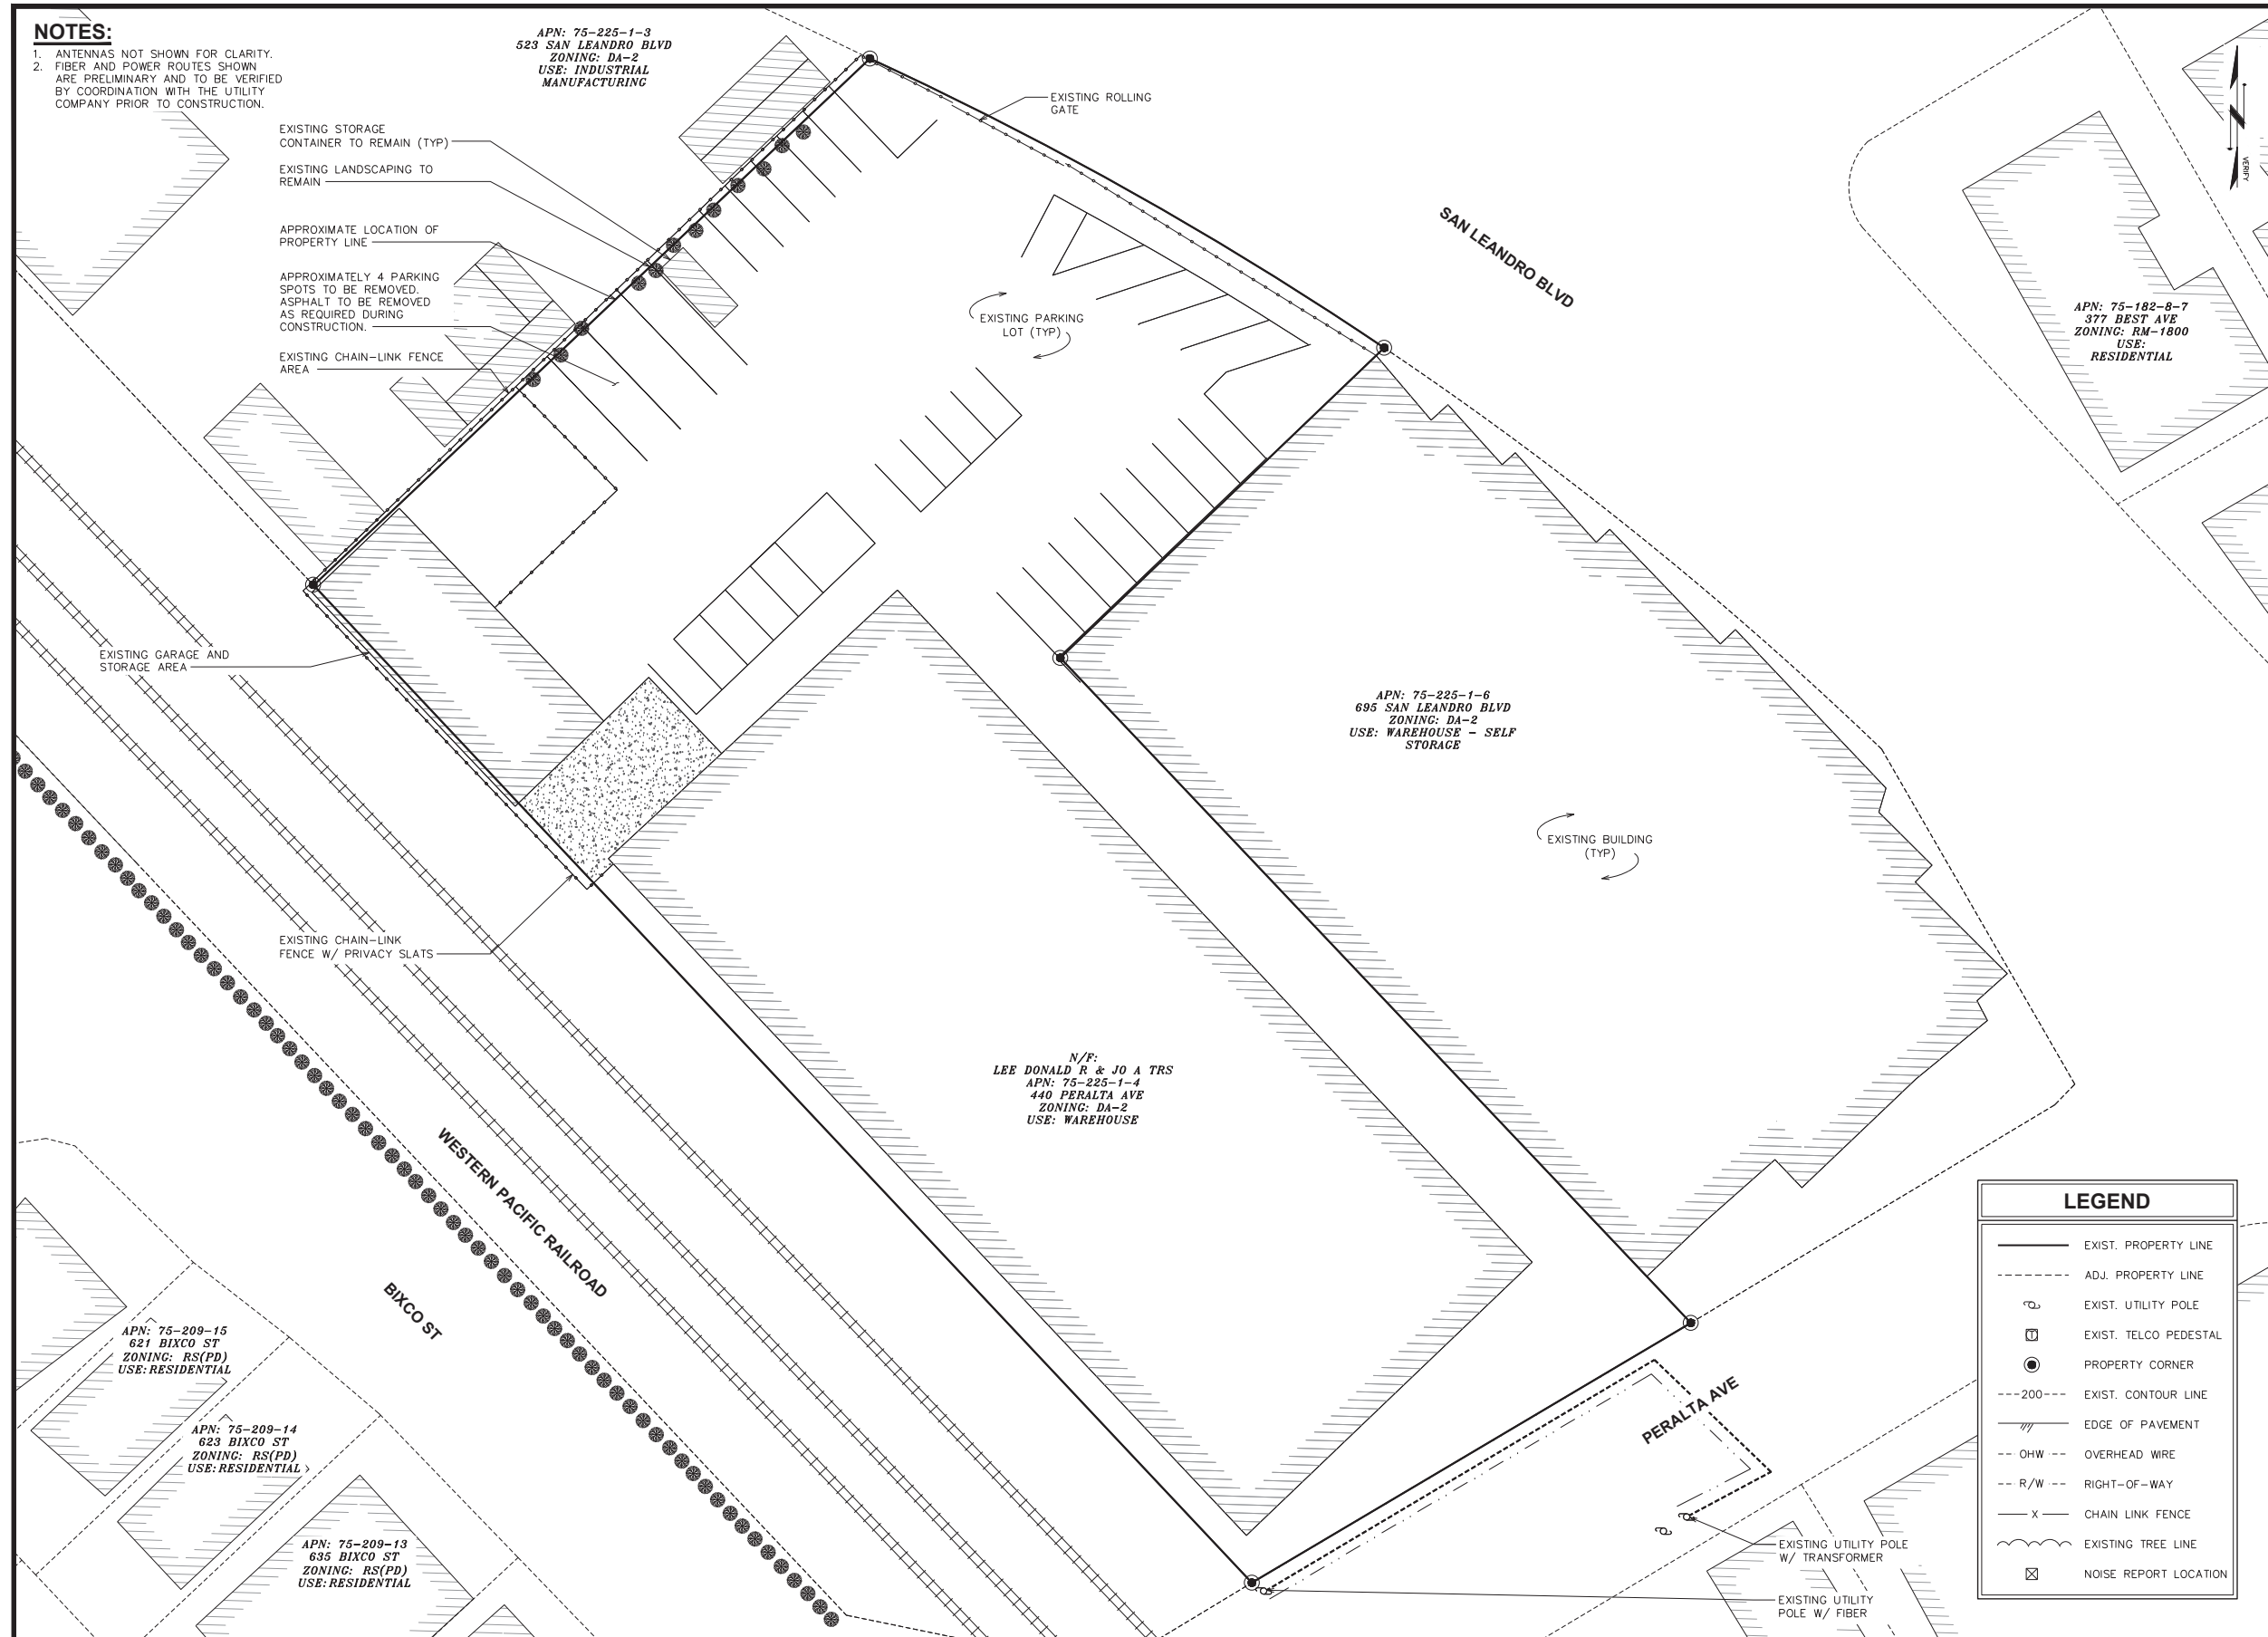 NOTES:
1. ANTENNAS NOT SHOWN FOR CLARITY.
2. FIBER AND POWER ROUTES SHOWN
ARE PRELIMINARY AND TO BE VERIFIED
BY COORDINATION WITH THE UTILITY
COMPANY PRIOR TO CONSTRUCTION.
APN: 75-225-1-3
523 SAN LEANDRO BLVD
ZONING: DA-2
USE: INDUSTRIAL
MANUFACTURING
EXISTING ROLLING
GATE
EXISTING STORAGE
CONTAINER TO REMAIN (TYP)
EXISTING LANDSCAPING TO
REMAIN
APPROXIMATE LOCATION OF
PROPERTY LINE
APPROXIMATELY 4 PARKING
SPOTS TO BE REMOVED.
ASPHALT TO BE REMOVED
AS REQUIRED DURING
CONSTRUCTION.
EXISTING CHAIN-LINK FENCE
AREA
EXISTING PARKING
LOT (TYP)
SAN LEANDRO BLVD
VERIFY
APN: 75-182-8-7
377 BEST AVE
ZONING: RM-1800
USE:
RESIDENTIAL
EXISTING GARAGE AND
STORAGE AREA
APN: 75-225-1-6
695 SAN LEANDRO BLVD
ZONING: DA-2
USE: WAREHOUSE - SELF
STORAGE
EXISTING BUILDING
(TYP)
EXISTING CHAIN-LINK
FENCE W/ PRIVACY SLATS
N/F:
LEE DONALD R & JO A TRS
APN: 75-225-1-4
440 PERALTA AVE
ZONING: DA-2
USE: WAREHOUSE
WESTERN PACIFIC RAILROAD
BIXCO ST
APN: 75-209-15
621 BIXCO ST
ZONING: RS(PD)
USE: RESIDENTIAL
APN: 75-209-14
623 BIXCO ST
ZONING: RS(PD)
USE: RESIDENTIAL
APN: 75-209-13
635 BIXCO ST
ZONING: RS(PD)
USE: RESIDENTIAL
PERALTA AVE
EXISTING UTILITY POLE
W/ TRANSFORMER
EXISTING UTILITY
POLE W/ FIBER
LEGEND
EXIST. PROPERTY LINE
ADJ. PROPERTY LINE
EXIST. UTILITY POLE
T EXIST. TELCO PEDESTAL
PROPERTY CORNER
200 EXIST. CONTOUR LINE
EDGE OF PAVEMENT
OHW OVERHEAD WIRE
R/W RIGHT-OF-WAY
X CHAIN LINK FENCE
EXISTING TREE LINE
NOISE REPORT LOCATION